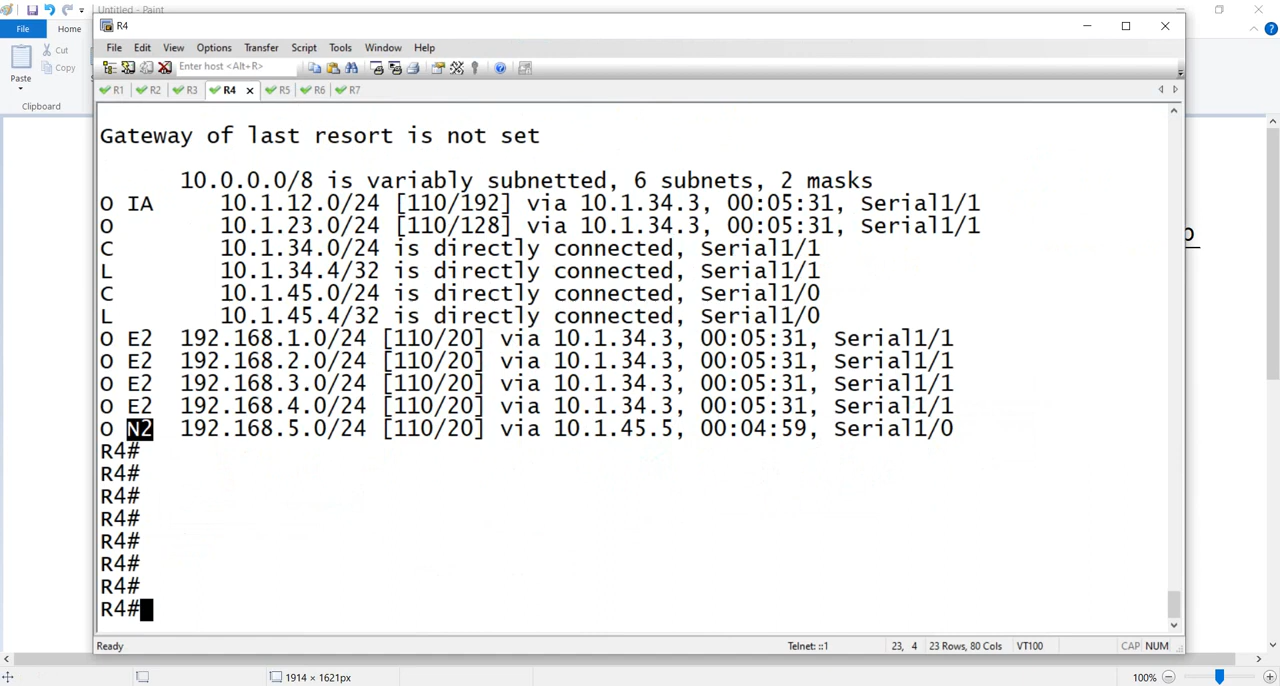 Untitled - Paint
File Home
Cut
Copy
Paste
Clipboard
R4
File Edit View Options Transfer Script Tools Window Help
Enter host <Alt+R>
R1 R2 R3 R4 R5 R6 R7
Gateway of last resort is not set
10.0.0.0/8 is variably subnetted, 6 subnets, 2 masks
O IA 10.1.12.0/24 [110/192] via 10.1.34.3, 00:05:31, Serial1/1
O 10.1.23.0/24 [110/128] via 10.1.34.3, 00:05:31, Serial1/1
C 10.1.34.0/24 is directly connected, Serial1/1
L 10.1.34.4/32 is directly connected, Serial1/1
C 10.1.45.0/24 is directly connected, Serial1/0
L 10.1.45.4/32 is directly connected, Serial1/0
O E2 192.168.1.0/24 [110/20] via 10.1.34.3, 00:05:31, Serial1/1
O E2 192.168.2.0/24 [110/20] via 10.1.34.3, 00:05:31, Serial1/1
O E2 192.168.3.0/24 [110/20] via 10.1.34.3, 00:05:31, Serial1/1
O E2 192.168.4.0/24 [110/20] via 10.1.34.3, 00:05:31, Serial1/1
O N2 192.168.5.0/24 [110/20] via 10.1.45.5, 00:04:59, Serial1/0
R4#
R4#
R4#
R4#
R4#
R4#
R4#
R4#
Ready Telnet: ::1 23, 4 23 Rows, 80 Cols VT100 CAP NUM
1914 × 1621px 100%